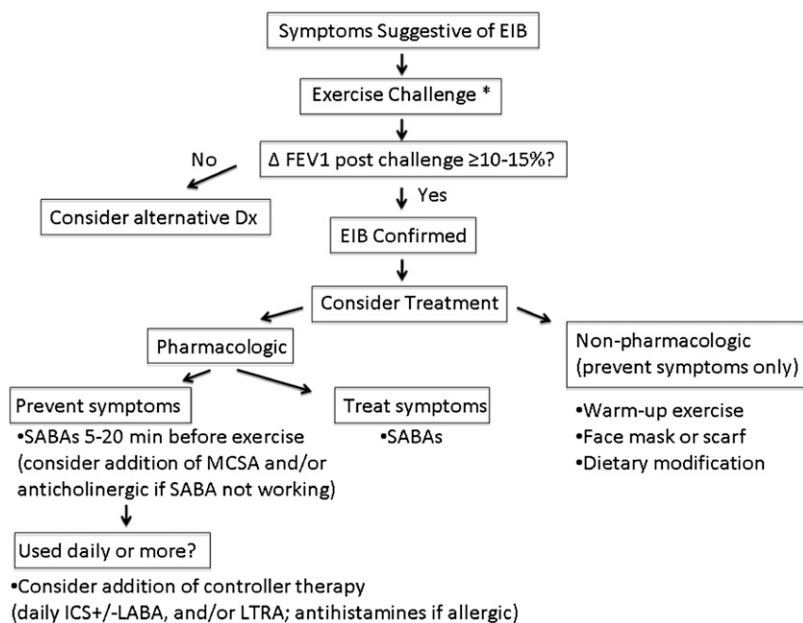 Symptoms Suggestive of EIB
Exercise Challenge *
Δ FEV1 post challenge ≥10-15%?
No
Yes
Consider alternative Dx
EIB Confirmed
Consider Treatment
Pharmacologic
Non-pharmacologic
(prevent symptoms only)
•Warm-up exercise
•Face mask or scarf
•Dietary modification
Prevent symptoms
•SABAs 5-20 min before exercise
(consider addition of MCSA and/or
anticholinergic if SABA not working)
Treat symptoms
•SABAs
Used daily or more?
•Consider addition of controller therapy
(daily ICS+/-LABA, and/or LTRA; antihistamines if allergic)